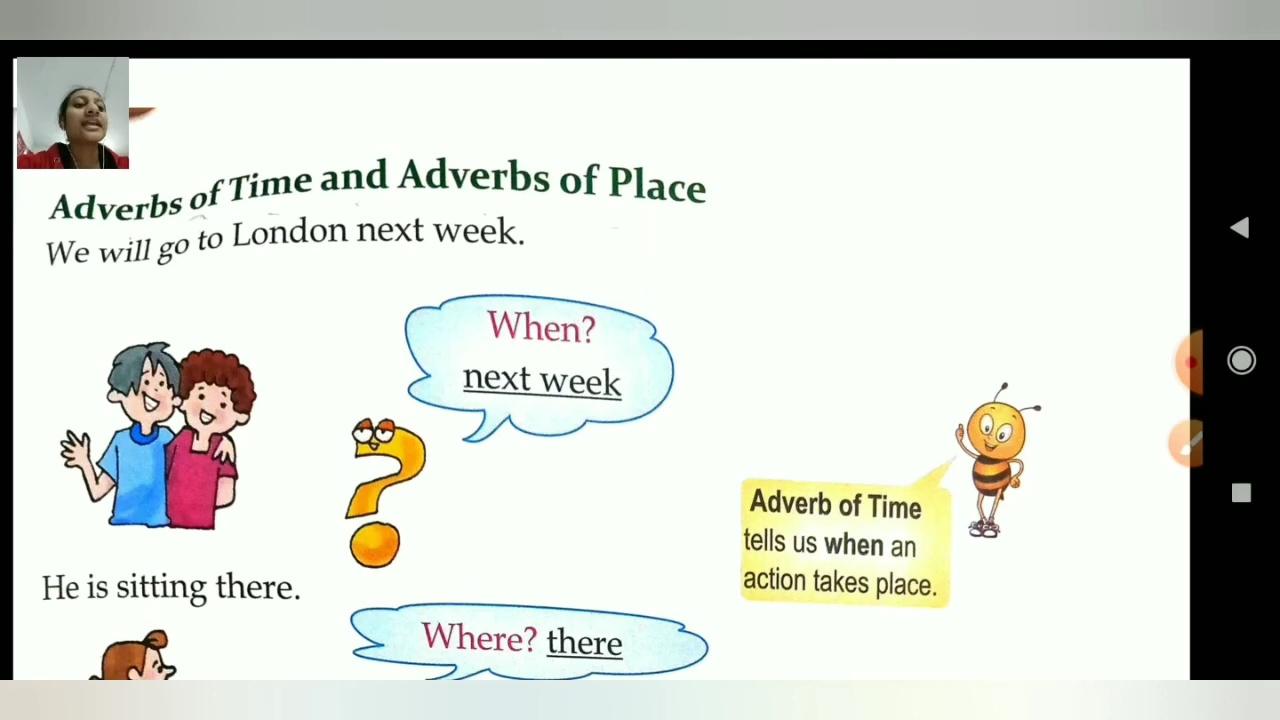 Adverbs of Time and Adverbs of Place
We will go to London next week.
When?
next week
Adverb of Time
tells us when an
action takes place.
He is sitting there.
Where? there